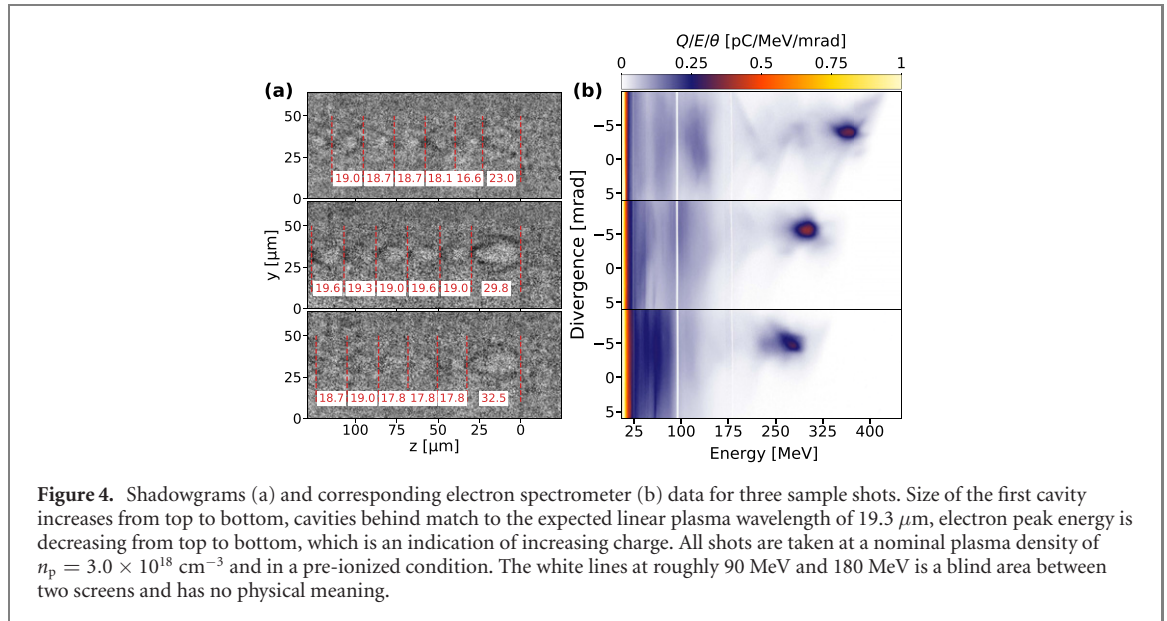 Q/E/θ [pC/MeV/mrad]
0 0.25 0.5 0.75 1
(a) (b)
50
25
0
19.0 18.7 18.7 18.1 16.6 23.0
50
25
0
19.6 19.3 19.0 19.6 19.0 29.8
50
25
0
18.7 19.0 17.8 17.8 17.8 32.5
y [μm]
100 75 50 25 0
z [μm]
Divergence [mrad]
−5
0
5
−5
0
5
−5
0
5
25 100 175 250 325 400
Energy [MeV]
Figure 4. Shadowgrams (a) and corresponding electron spectrometer (b) data for three sample shots. Size of the first cavity
increases from top to bottom, cavities behind match to the expected linear plasma wavelength of 19.3 μm, electron peak energy is
decreasing from top to bottom, which is an indication of increasing charge. All shots are taken at a nominal plasma density of
np = 3.0 × 10¹⁸ cm⁻³ and in a pre-ionized condition. The white lines at roughly 90 MeV and 180 MeV is a blind area between
two screens and has no physical meaning.